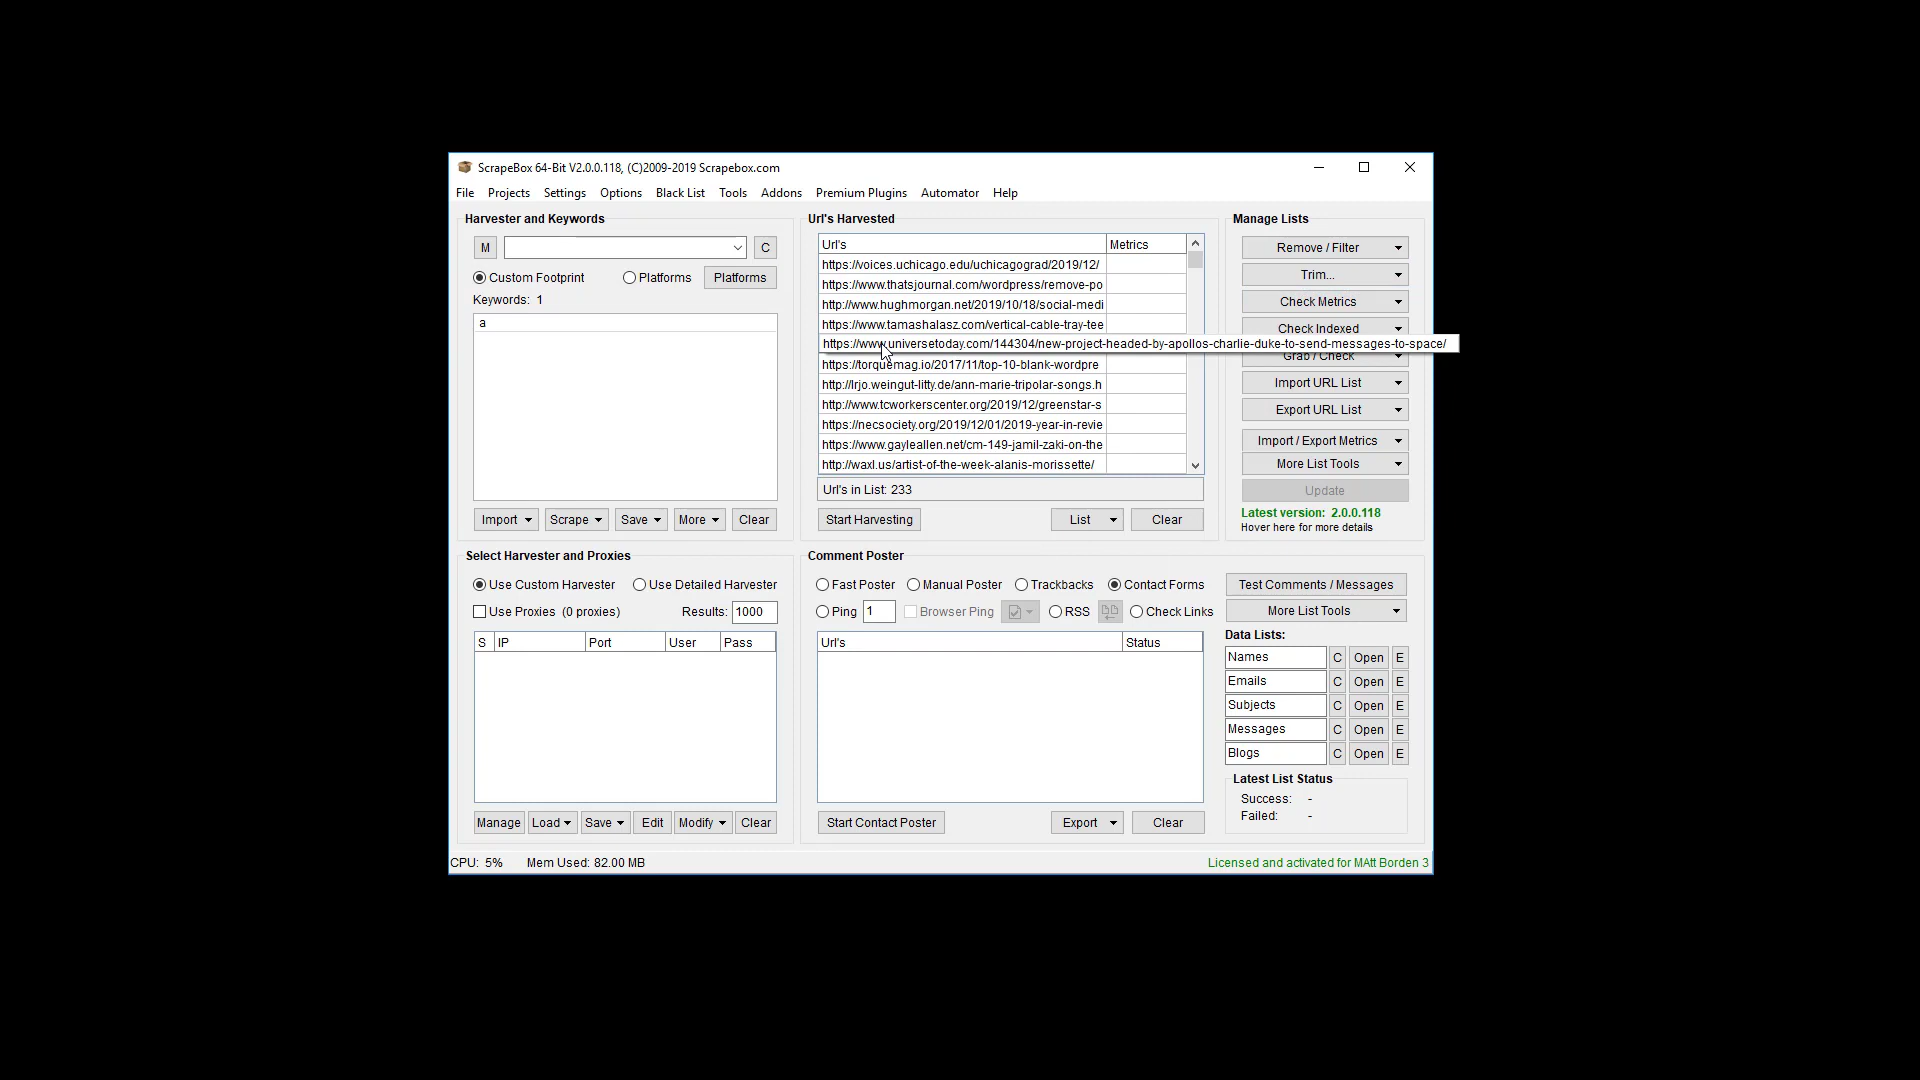 ScrapeBox 64-Bit V2.0.0.118, (C)2009-2019 Scrapebox.com
File Projects Settings Options Black List Tools Addons Premium Plugins Automator Help
Harvester and Keywords
M C
Custom Footprint Platforms Platforms
Keywords: 1
a
Import Scrape Save More Clear
Url's Harvested
Url's Metrics
https://voices.uchicago.edu/uchicagograd/2019/12/
https://www.thatsjournal.com/wordpress/remove-po
http://www.hughmorgan.net/2019/10/18/social-medi
https://www.tamashalasz.com/vertical-cable-tray-tee
https://www.universetoday.com/144304/new-project-headed-by-apollos-charlie-duke-to-send-messages-to-space/
https://torquemag.io/2017/11/top-10-blank-wordpre
http://lrjo.weingut-litty.de/ann-marie-tripolar-songs.h
http://www.tcworkerscenter.org/2019/12/greenstar-s
https://necsociety.org/2019/12/01/2019-year-in-revie
https://www.gayleallen.net/cm-149-jamil-zaki-on-the
http://waxl.us/artist-of-the-week-alanis-morissette/
Url's in List: 233
Start Harvesting List Clear
Manage Lists
Remove / Filter
Trim...
Check Metrics
Check Indexed
Grab / Check
Import URL List
Export URL List
Import / Export Metrics
More List Tools
Update
Latest version: 2.0.0.118
Hover here for more details
Select Harvester and Proxies
Use Custom Harvester Use Detailed Harvester
Use Proxies (0 proxies) Results: 1000
S IP Port User Pass
Manage Load Save Edit Modify Clear
Comment Poster
Fast Poster Manual Poster Trackbacks Contact Forms
Ping 1 Browser Ping RSS Check Links
Url's Status
Start Contact Poster Export Clear
Test Comments / Messages
More List Tools
Data Lists:
Names C Open E
Emails C Open E
Subjects C Open E
Messages C Open E
Blogs C Open E
Latest List Status
Success: -
Failed: -
CPU: 5% Mem Used: 82.00 MB Licensed and activated for MAtt Borden 3